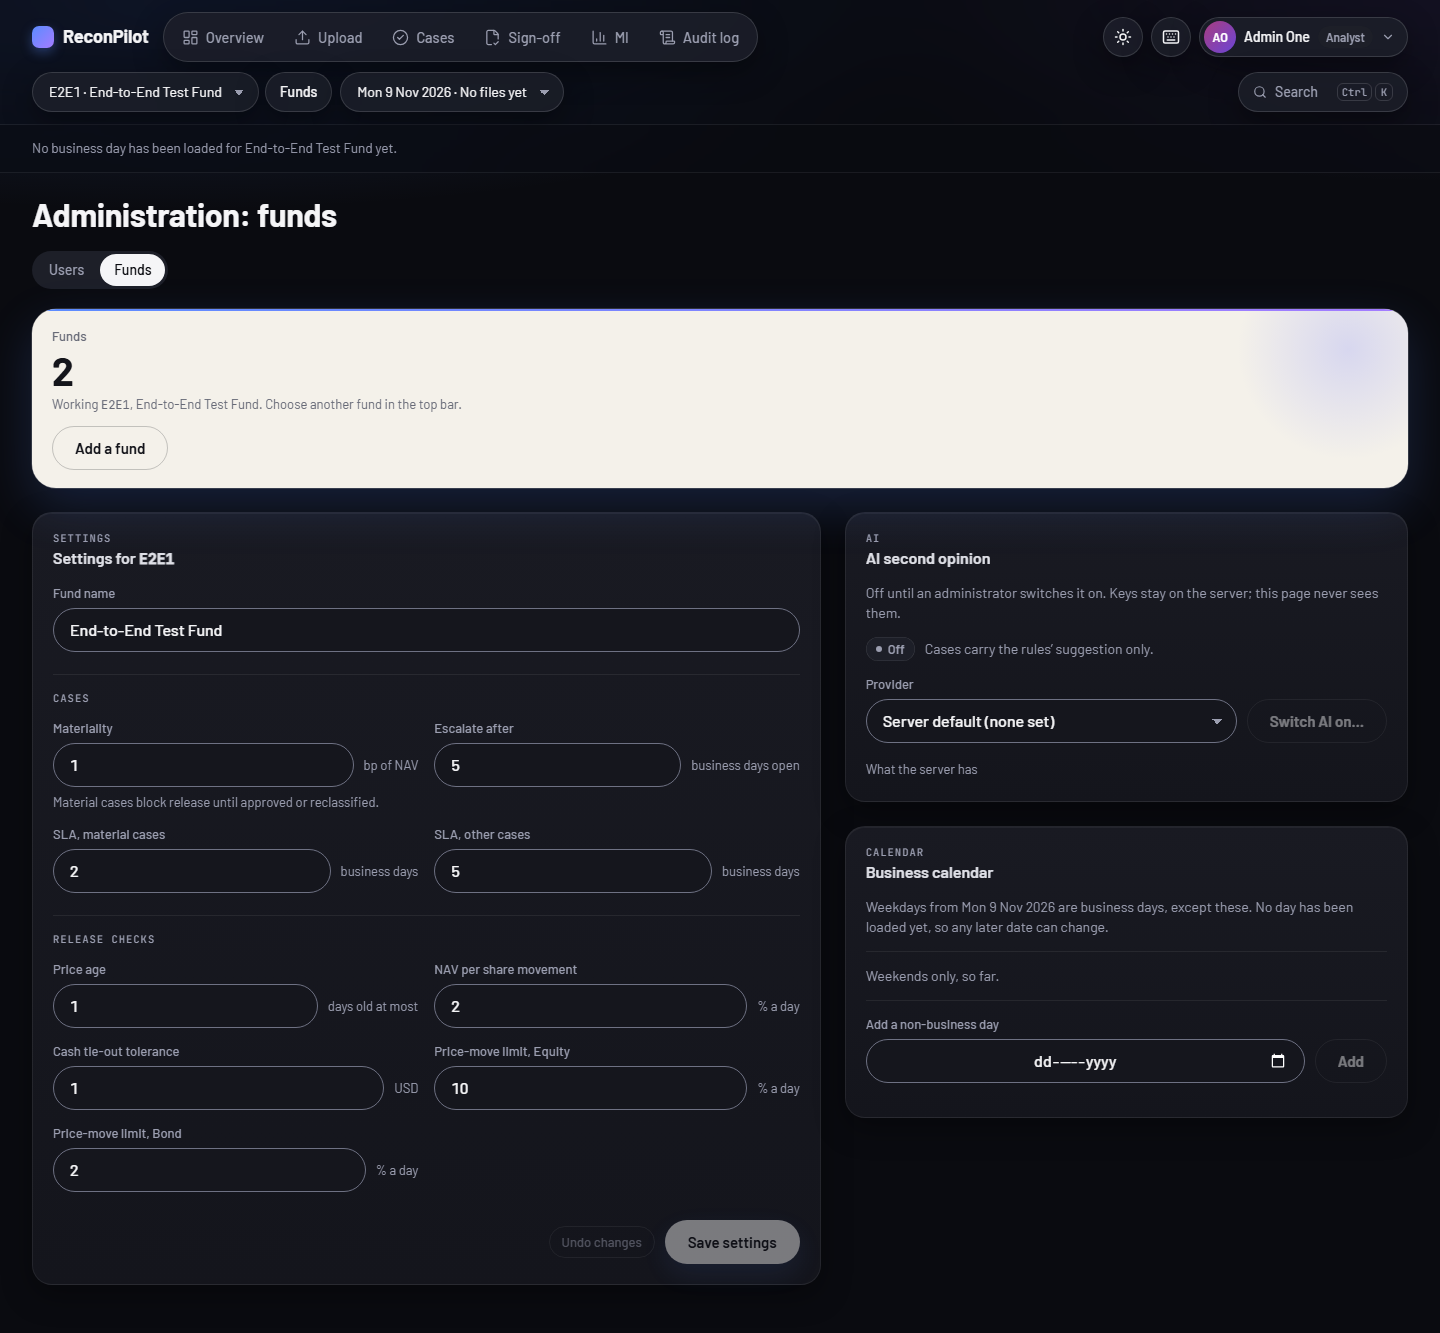 ReconPilot
Overview
Upload
Cases
Sign-off
MI
Audit log
AO
Admin One
Analyst
E2E1 · End-to-End Test Fund
Funds
Mon 9 Nov 2026 · No files yet
Search
Ctrl
K
No business day has been loaded for End-to-End Test Fund yet.
Administration: funds
Users
Funds
Funds
2
Working E2E1, End-to-End Test Fund. Choose another fund in the top bar.
Add a fund
SETTINGS
Settings for E2E1
Fund name
End-to-End Test Fund
CASES
Materiality
Escalate after
1
bp of NAV
5
business days open
Material cases block release until approved or reclassified.
SLA, material cases
SLA, other cases
2
business days
5
business days
RELEASE CHECKS
Price age
NAV per share movement
1
days old at most
2
% a day
Cash tie-out tolerance
Price-move limit, Equity
1
USD
10
% a day
Price-move limit, Bond
2
% a day
Undo changes
Save settings
AI
AI second opinion
Off until an administrator switches it on. Keys stay on the server; this page never sees
them.
Off
Cases carry the rules’ suggestion only.
Provider
Server default (none set)
Switch AI on…
What the server has
CALENDAR
Business calendar
Weekdays from Mon 9 Nov 2026 are business days, except these. No day has been
loaded yet, so any later date can change.
Weekends only, so far.
Add a non-business day
dd-----yyyy
Add